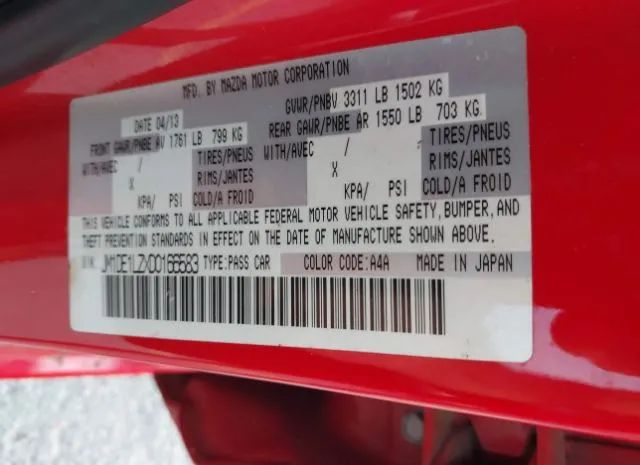 MFD. BY MAZDA MOTOR CORPORATION
DATE 04/13 GVWR/PNBV 3311 LB 1502 KG
FRONT GAWR/PNBE AV 1761 LB 799 KG REAR GAWR/PNBE AR 1550 LB 703 KG
WITH/AVEC / TIRES/PNEUS WITH/AVEC / TIRES/PNEUS
X RIMS/JANTES X RIMS/JANTES
KPA/ PSI COLD/A FROID KPA/ PSI COLD/A FROID
THIS VEHICLE CONFORMS TO ALL APPLICABLE FEDERAL MOTOR VEHICLE SAFETY, BUMPER, AND
THEFT PREVENTION STANDARDS IN EFFECT ON THE DATE OF MANUFACTURE SHOWN ABOVE.
VIN: JM1DE1LZXD0166583 TYPE:PASS CAR COLOR CODE:A4A MADE IN JAPAN